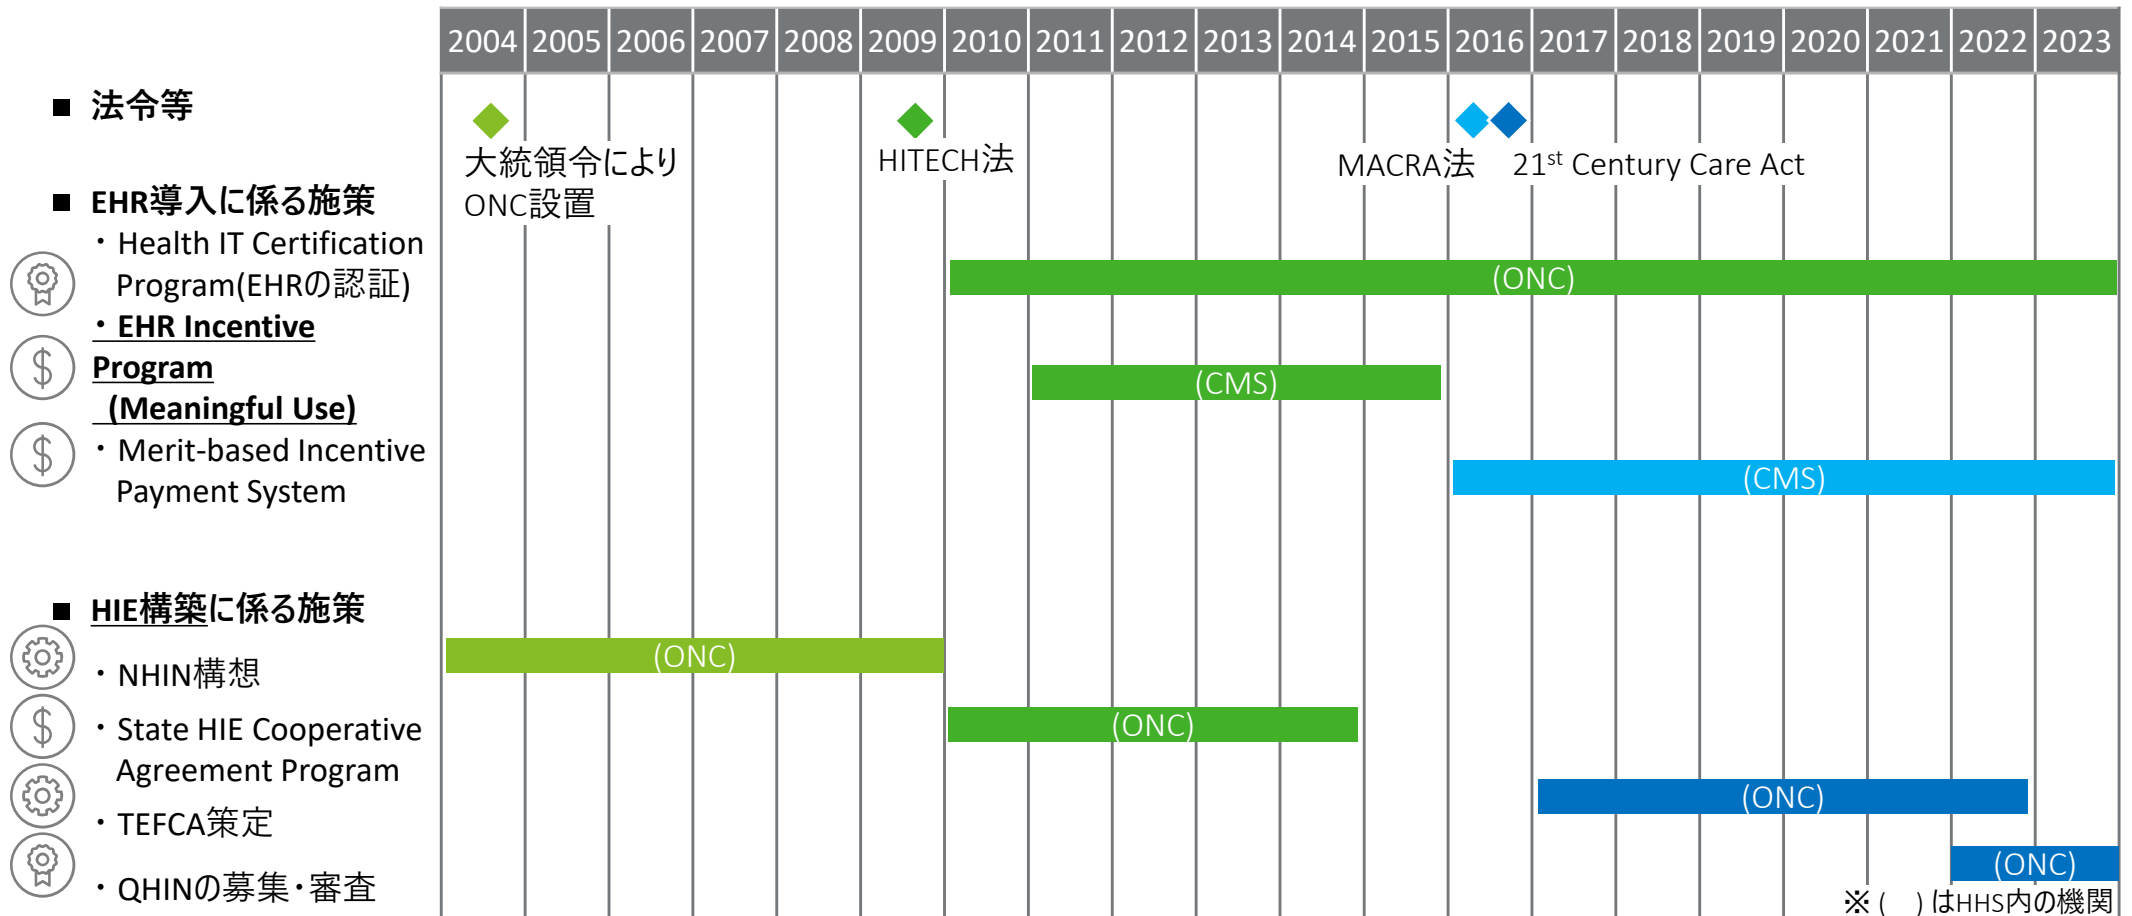 2004 2005 2006 2007 2008 2009 2010 2011 2012 2013 2014 2015 2016 2017 2018 2019 2020 2021 2022 2023
■ 法令等
大統領令により
ONC設置
HITECH法
MACRA法
21st Century Care Act
■ EHR導入に係る施策
・Health IT Certification
Program(EHRの認証)
(ONC)
・EHR Incentive
Program
(Meaningful Use)
(CMS)
・Merit-based Incentive
Payment System
(CMS)
■ HIE構築に係る施策
・NHIN構想
(ONC)
・State HIE Cooperative
Agreement Program
(ONC)
・TEFCA策定
(ONC)
・QHINの募集・審査
(ONC)
※ ( ) はHHS内の機関